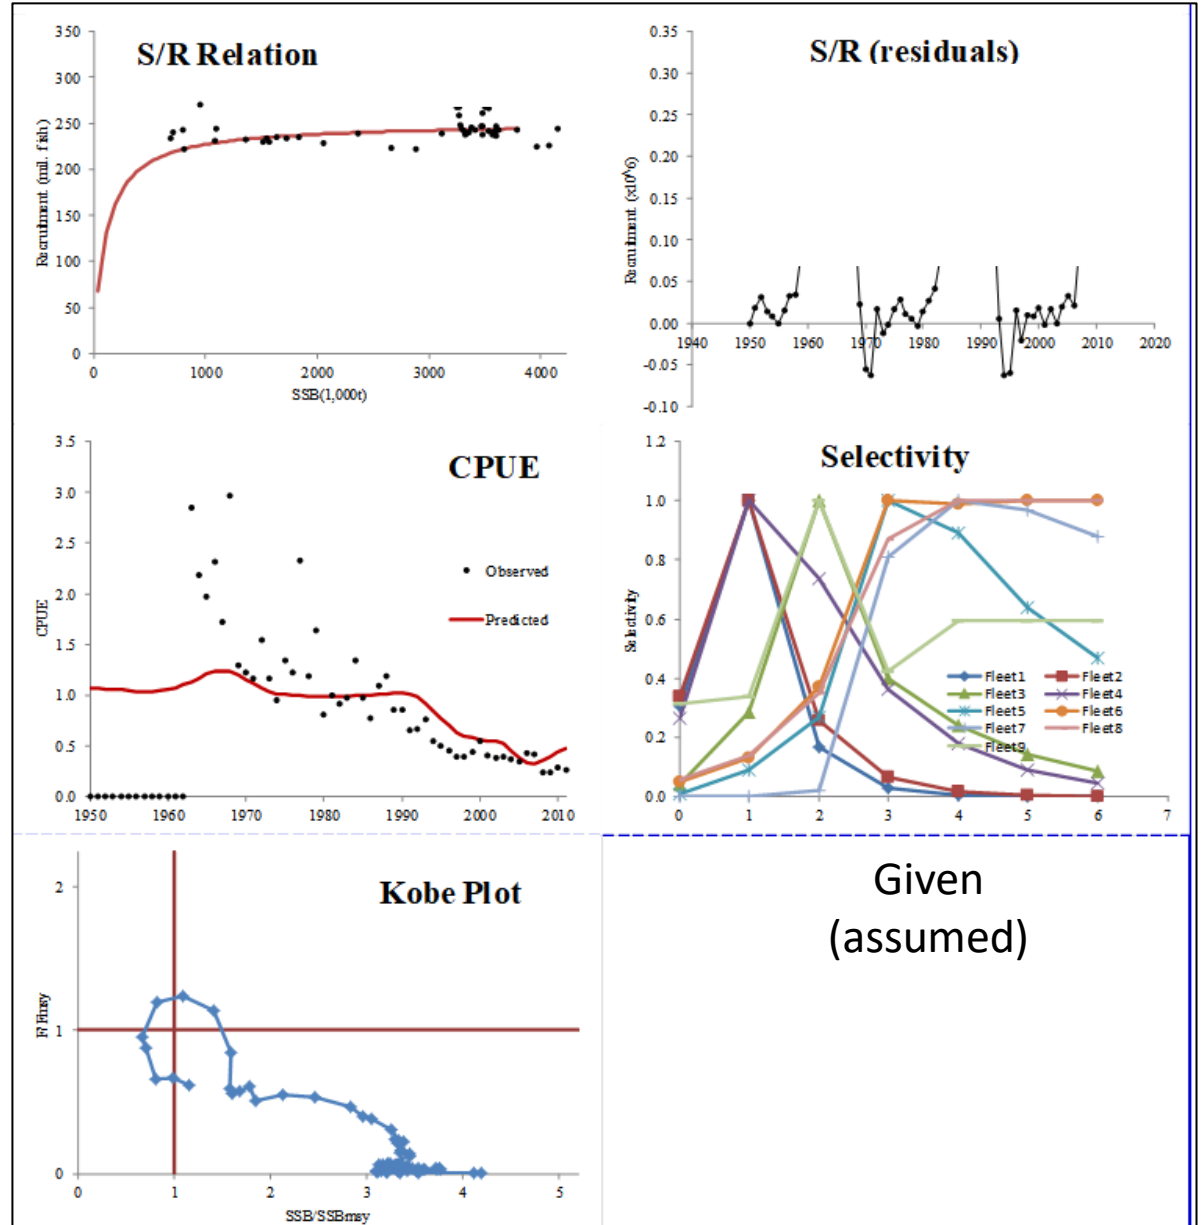 S/R Relation
350
300
250
200
150
100
50
0
0 1000 2000 3000 4000
Recruitment (mil. fish)
SSB(1,000t)
S/R (residuals)
0.35
0.30
0.25
0.20
0.15
0.10
0.05
0.00
-0.05
-0.10
1940 1950 1960 1970 1980 1990 2000 2010 2020
Recruitment (x10^6)
CPUE
3.5
3.0
2.5
2.0
1.5
1.0
0.5
0.0
1950 1960 1970 1980 1990 2000 2010
CPUE
Observed
Predicted
Selectivity
1.2
1.0
0.8
0.6
0.4
0.2
0.0
0 1 2 3 4 5 6 7
Selectivity
Fleet1 Fleet2
Fleet3 Fleet4
Fleet5 Fleet6
Fleet7 Fleet8
Fleet9
Kobe Plot
2
1
0
0 1 2 3 4 5
F/Fmsy
SSB/SSBmsy
Given
(assumed)